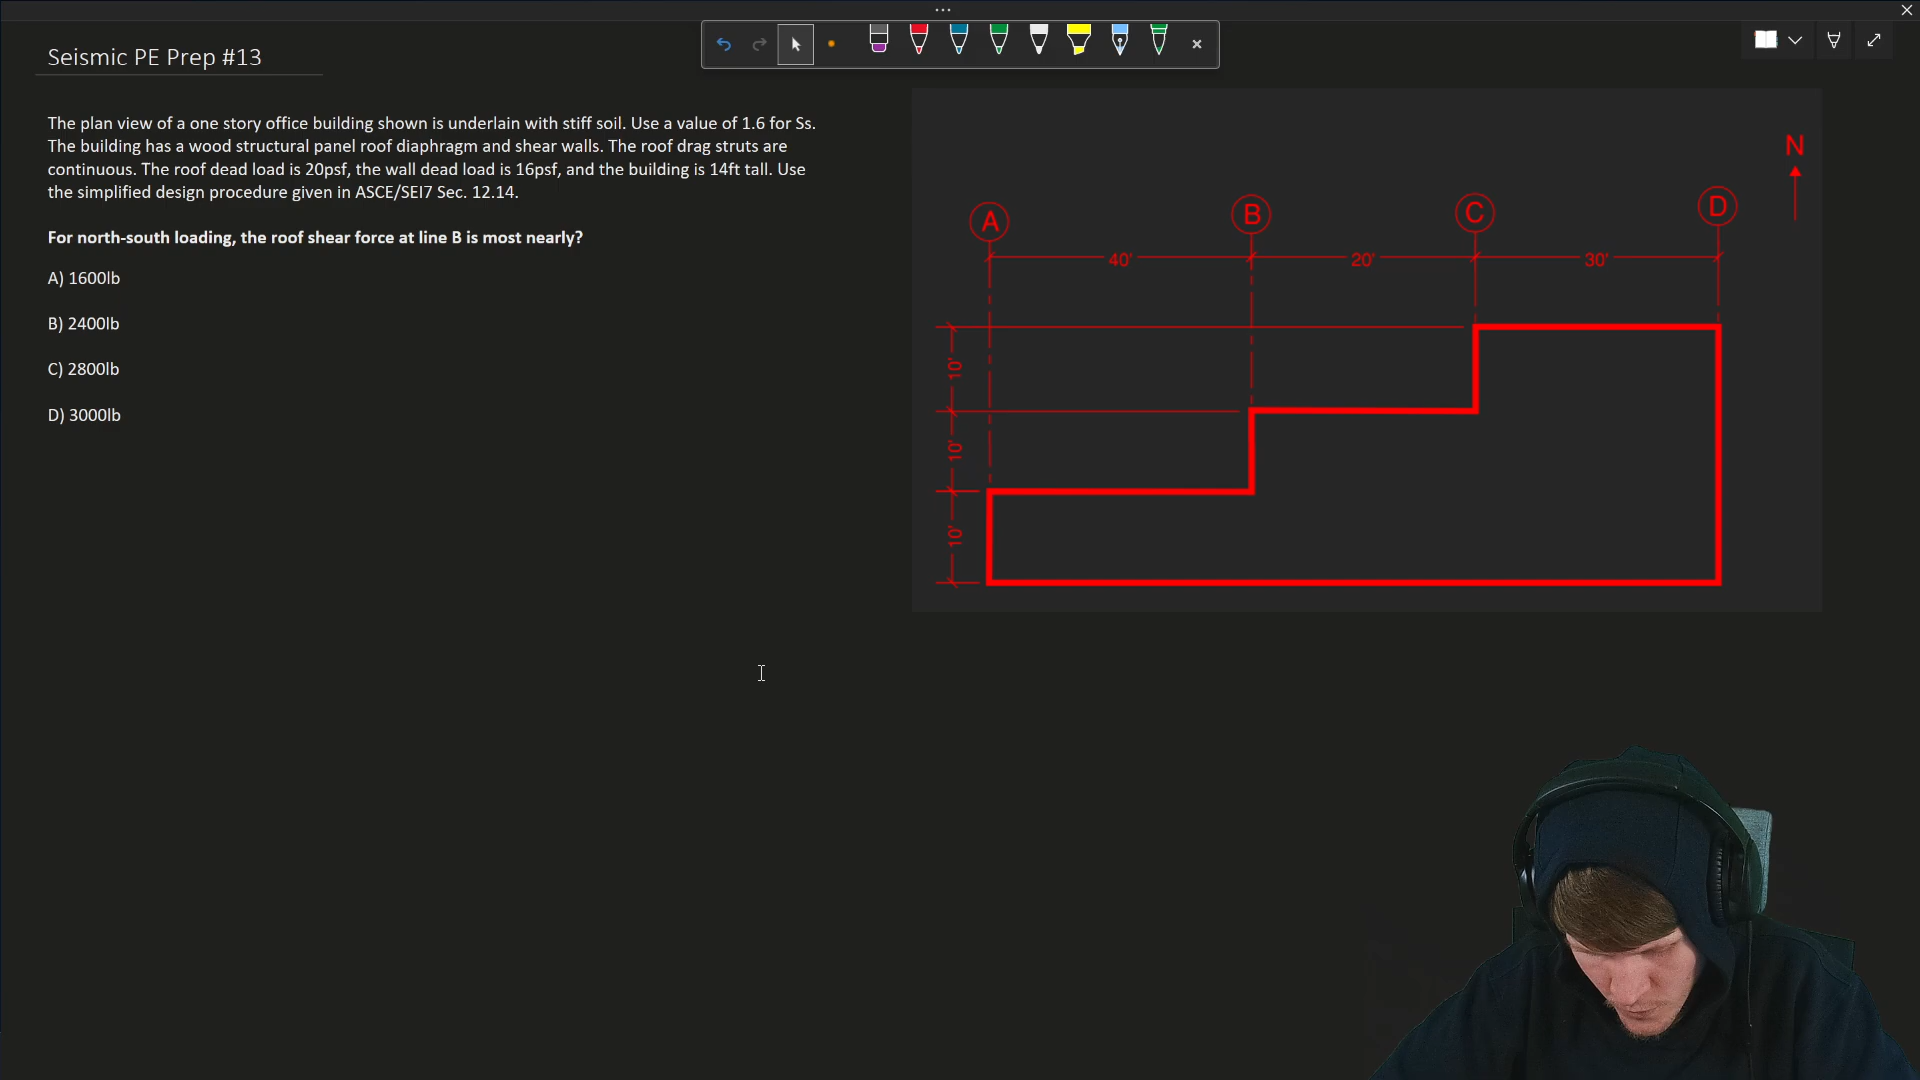 Seismic PE Prep #13
The plan view of a one story office building shown is underlain with stiff soil. Use a value of 1.6 for Ss.
The building has a wood structural panel roof diaphragm and shear walls. The roof drag struts are
continuous. The roof dead load is 20psf, the wall dead load is 16psf, and the building is 14ft tall. Use
the simplified design procedure given in ASCE/SEI7 Sec. 12.14.
For north-south loading, the roof shear force at line B is most nearly?
A) 1600lb
B) 2400lb
C) 2800lb
D) 3000lb
N
A
B
C
D
40'
20'
30'
10'
10'
10'